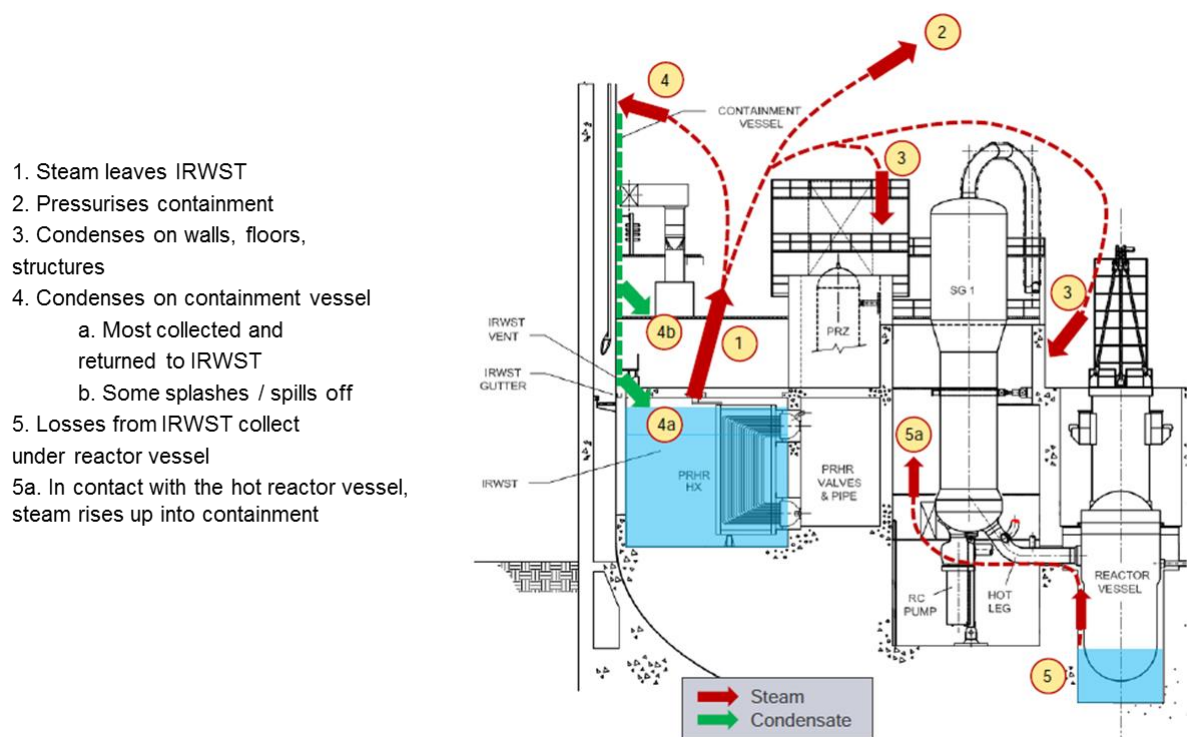 1. Steam leaves IRWST
2. Pressurises containment
3. Condenses on walls, floors,
structures
4. Condenses on containment vessel
a. Most collected and
returned to IRWST
b. Some splashes / spills off
5. Losses from IRWST collect
under reactor vessel
5a. In contact with the hot reactor vessel,
steam rises up into containment
2
4
CONTAINMENT
VESSEL
3
SG 1
3
IRWST
VENT
4b
1
PRZ
IRWST
GUTTER
4a
5a
IRWST
PRHR
HX
PRHR
VALVES
& PIPE
REACTOR
VESSEL
RC
PUMP
HOT
LEG
5
Steam
Condensate